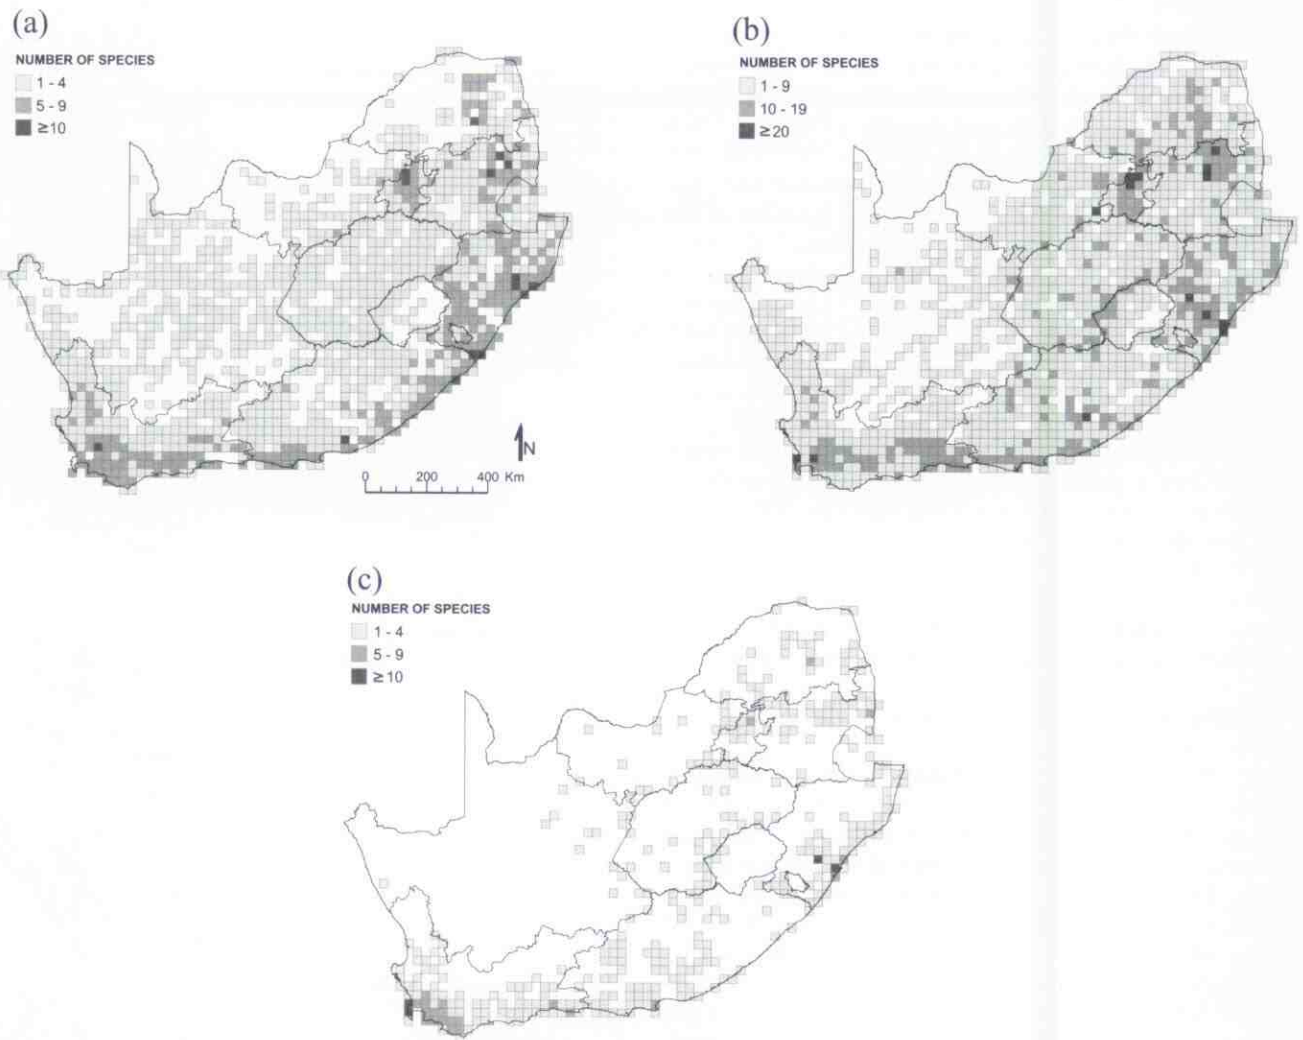 (a)
NUMBER OF SPECIES
1 - 4
5 - 9
≥10
N
0 200 400 Km
(b)
NUMBER OF SPECIES
1 - 9
10 - 19
≥20
(c)
NUMBER OF SPECIES
1 - 4
5 - 9
≥10